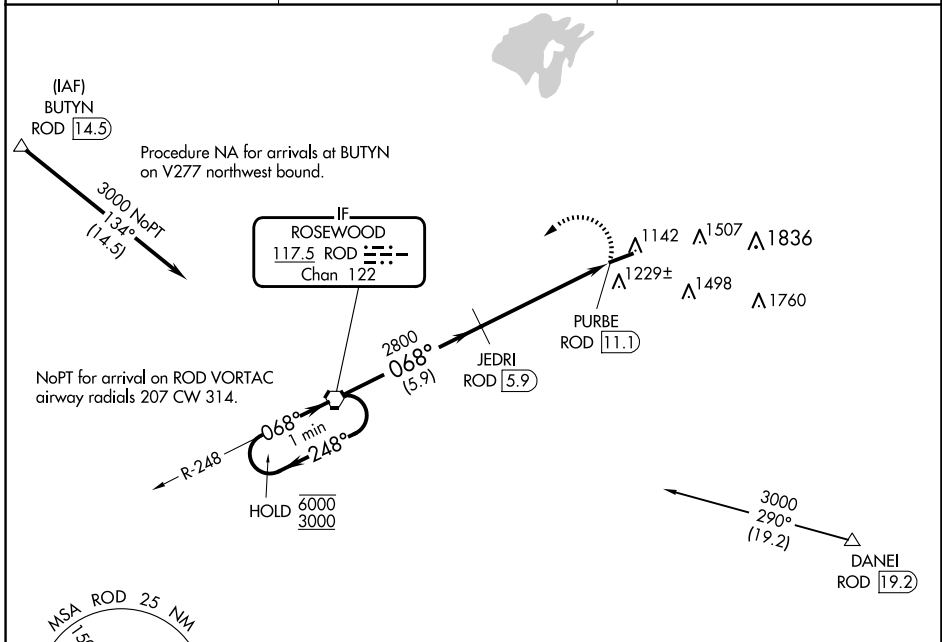 (IAF)
BUTYN
ROD 14.5
Procedure NA for arrivals at BUTYN
on V277 northwest bound.
3000 NoPT
134°
(14.5)
IF
ROSEWOOD
117.5 ROD
Chan 122
1142
1507
1836
1229±
1498
1760
PURBE
ROD 11.1
2800
068°
(5.9)
JEDRI
ROD 5.9
NoPT for arrival on ROD VORTAC
airway radials 207 CW 314.
068°
1 min
248°
R-248
HOLD
6000
3000
3000
290°
(19.2)
DANEI
ROD 19.2
MSA ROD 25 NM